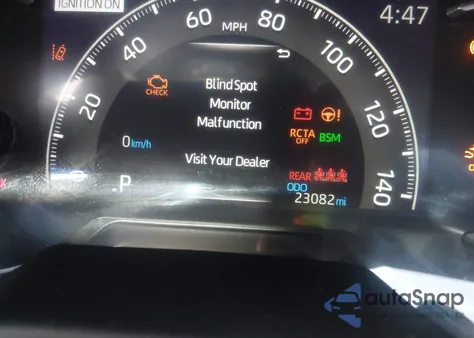 IGNITION ON
4:47
MPH
20
40
60
80
100
120
140
CHECK
Blind Spot
Monitor
Malfunction
Visit Your Dealer
RCTA
OFF
BSM
0 km/h
P
REAR
ODO
23082 mi
autoSnap